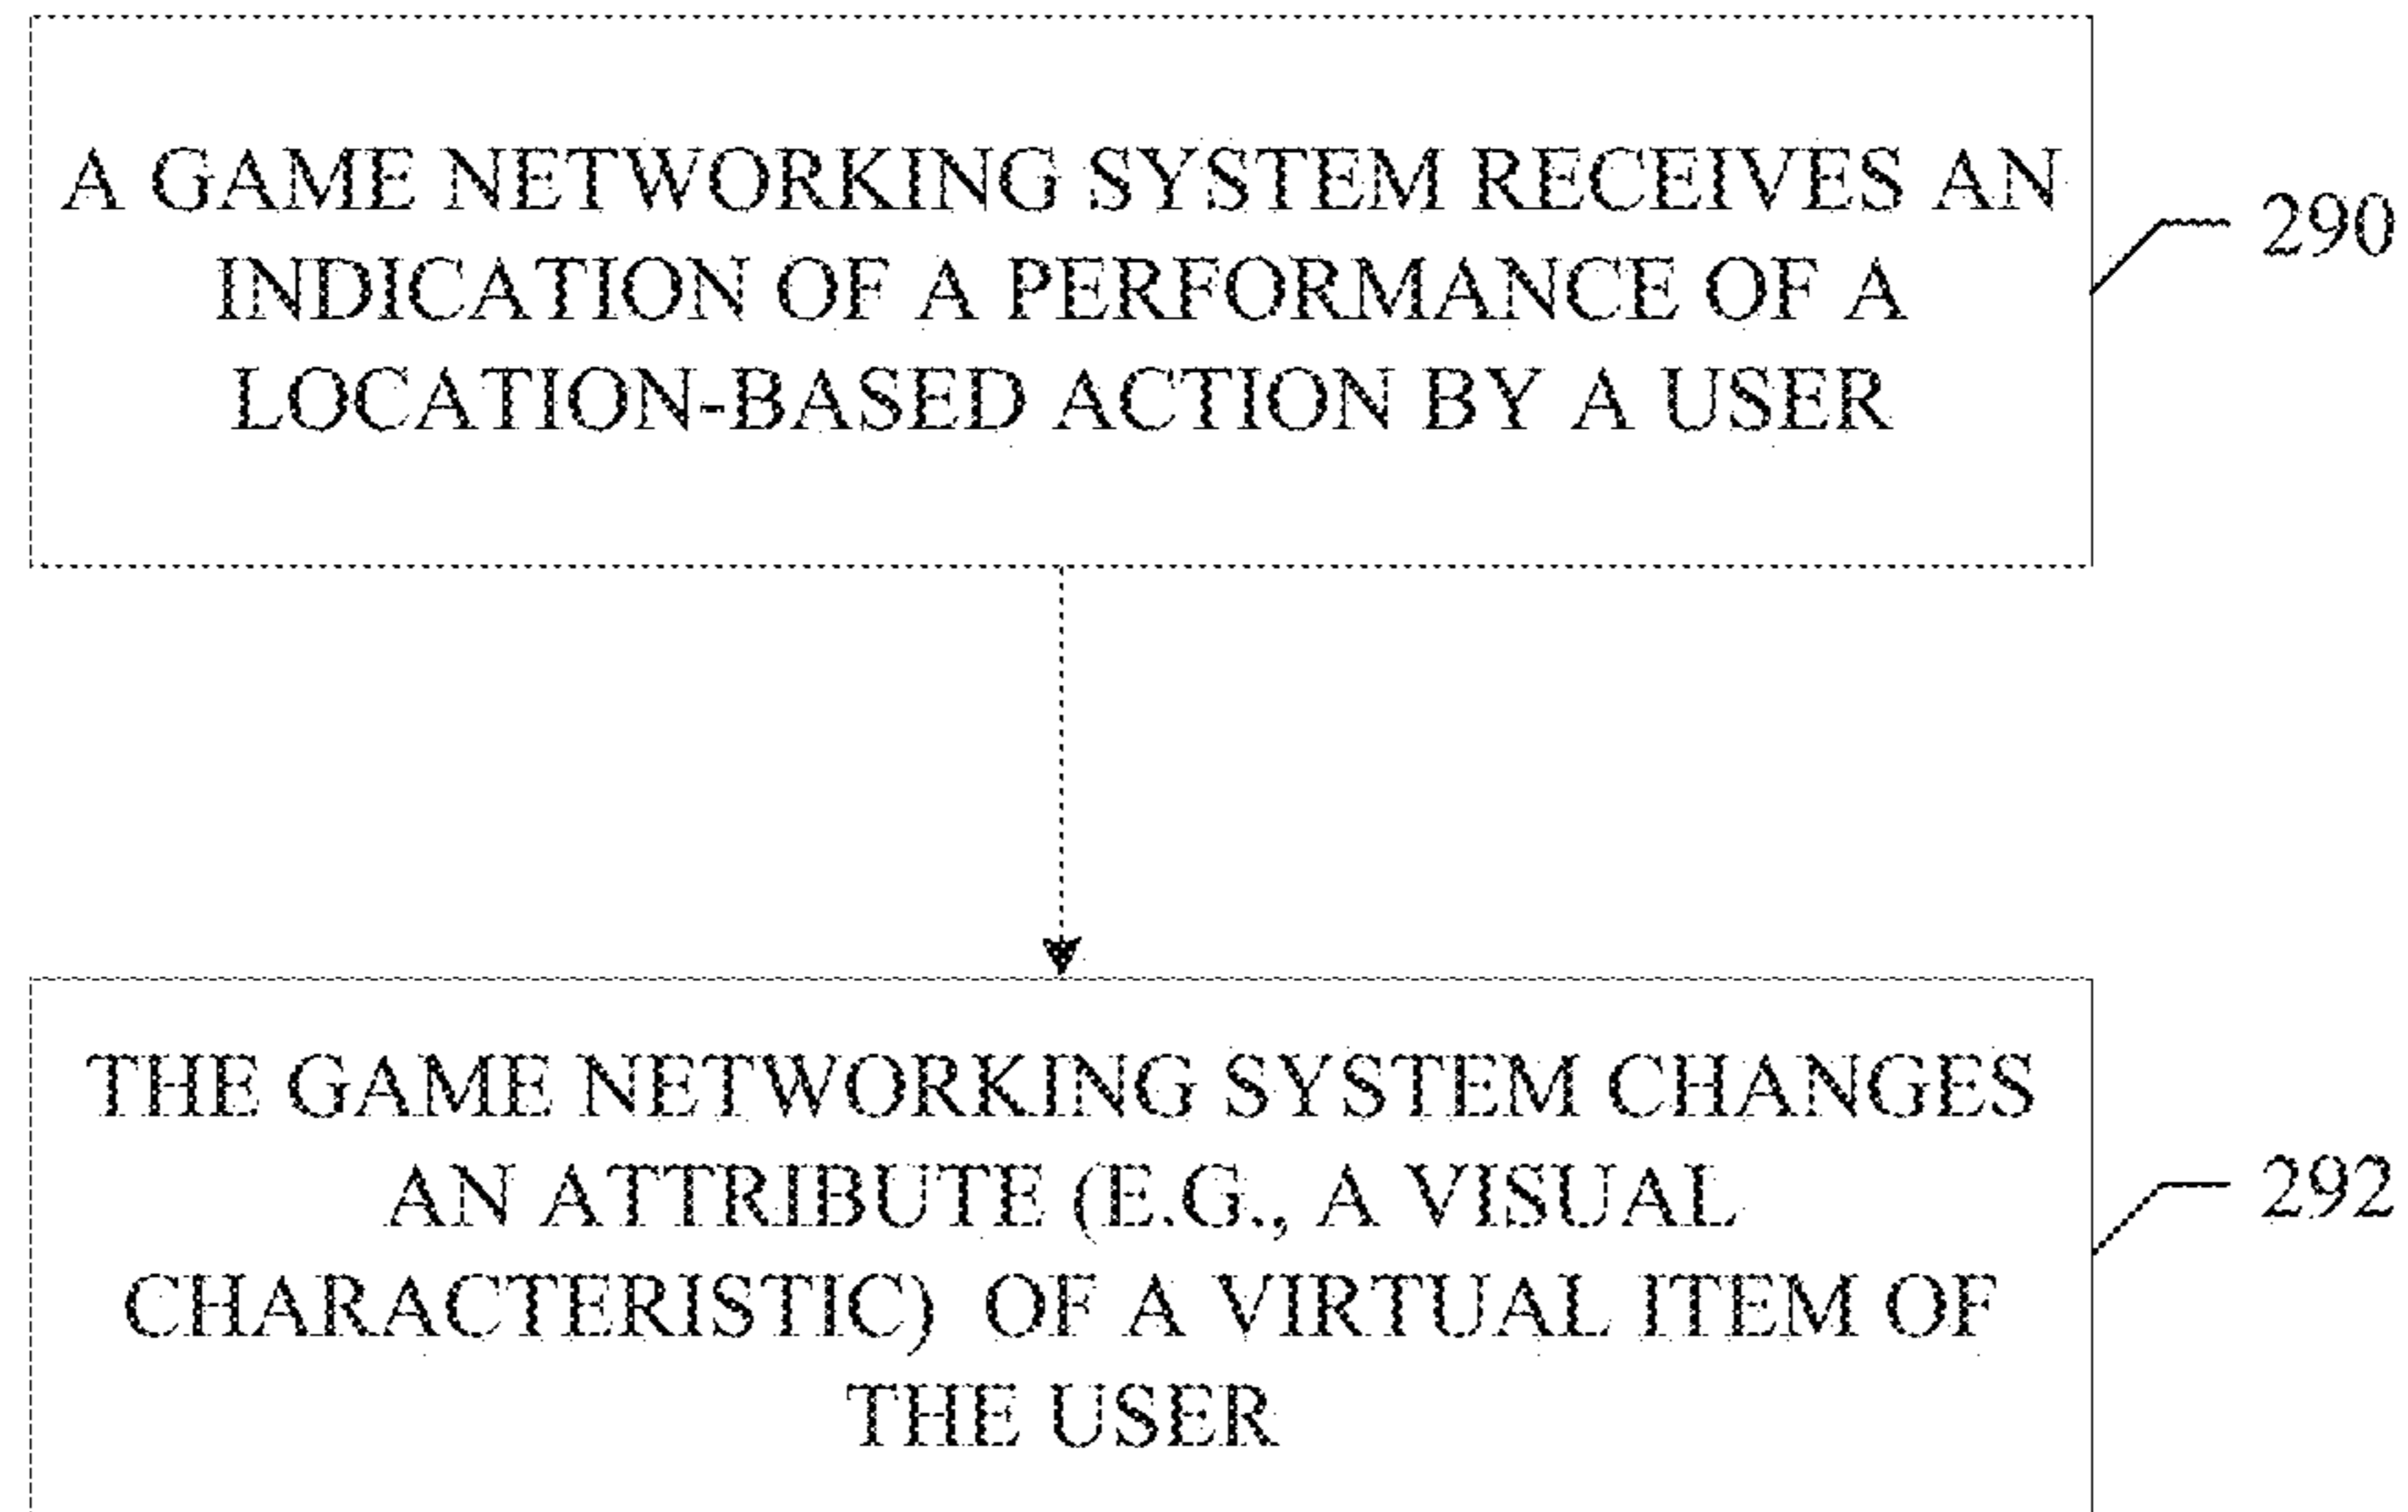 A GAME NETWORKING SYSTEM RECEIVES AN
INDICATION OF A PERFORMANCE OF A
LOCATION-BASED ACTION BY A USER
290
THE GAME NETWORKING SYSTEM CHANGES
AN ATTRIBUTE (E.G., A VISUAL
CHARACTERISTIC) OF A VIRTUAL ITEM OF
THE USER
292